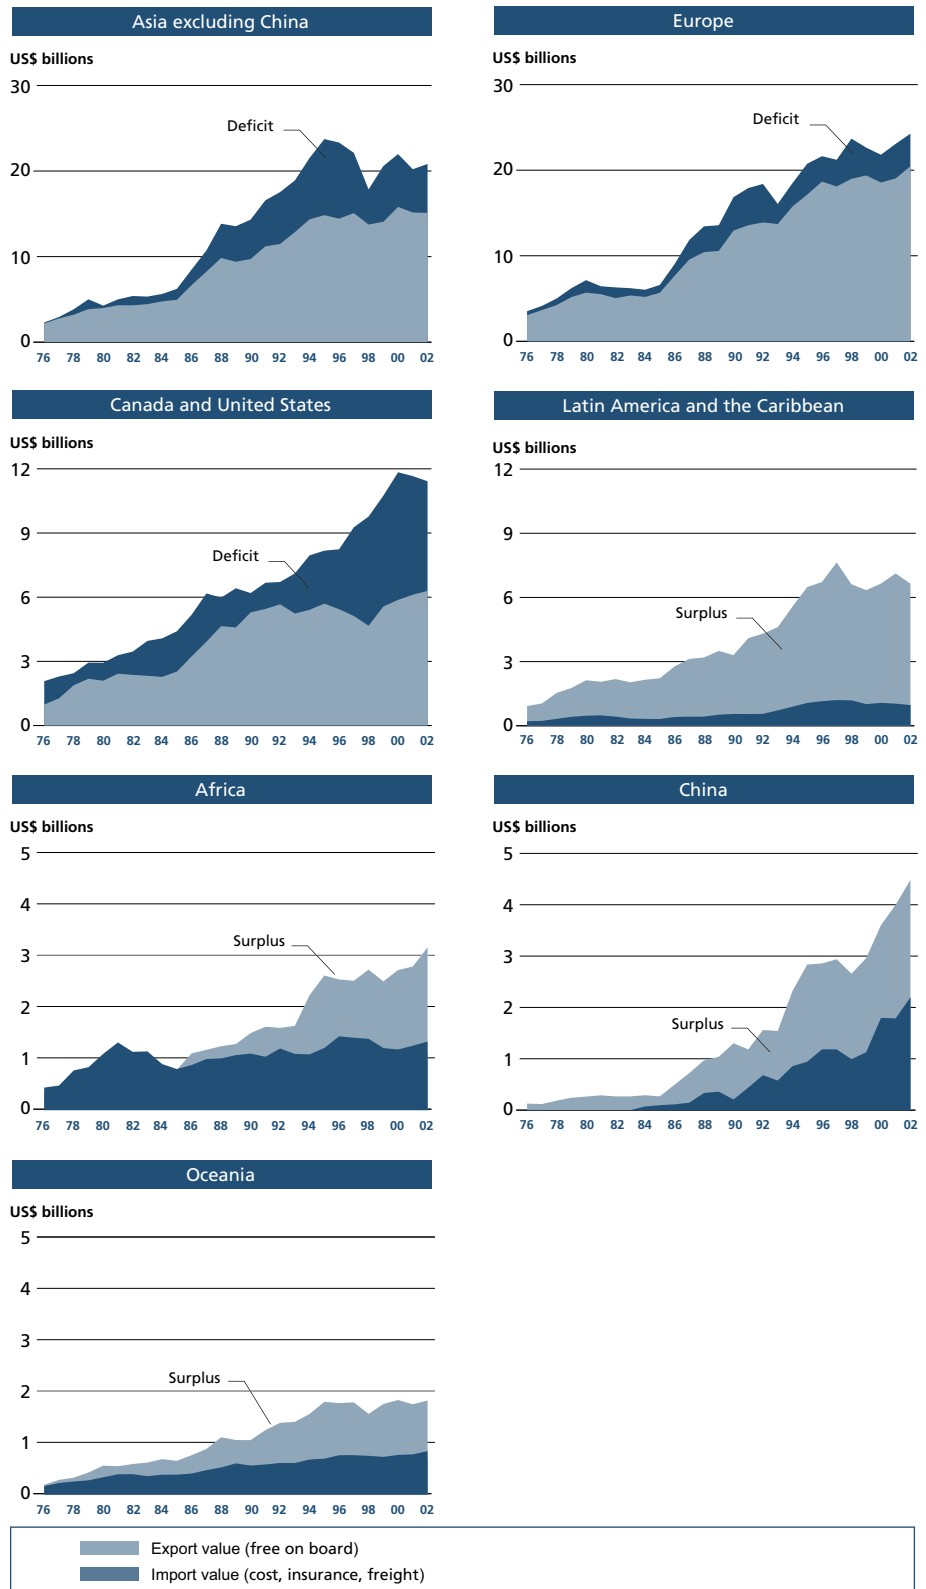 Asia excluding China
US$ billions
30
20
10
0
Deficit
76 78 80 82 84 86 88 90 92 94 96 98 00 02
Europe
US$ billions
30
20
10
0
Deficit
76 78 80 82 84 86 88 90 92 94 96 98 00 02
Canada and United States
US$ billions
12
9
6
3
0
Deficit
76 78 80 82 84 86 88 90 92 94 96 98 00 02
Latin America and the Caribbean
US$ billions
12
9
6
3
0
Surplus
76 78 80 82 84 86 88 90 92 94 96 98 00 02
Africa
US$ billions
5
4
3
2
1
0
Surplus
76 78 80 82 84 86 88 90 92 94 96 98 00 02
China
US$ billions
5
4
3
2
1
0
Surplus
76 78 80 82 84 86 88 90 92 94 96 98 00 02
Oceania
US$ billions
5
4
3
2
1
0
Surplus
76 78 80 82 84 86 88 90 92 94 96 98 00 02
Export value (free on board)
Import value (cost, insurance, freight)